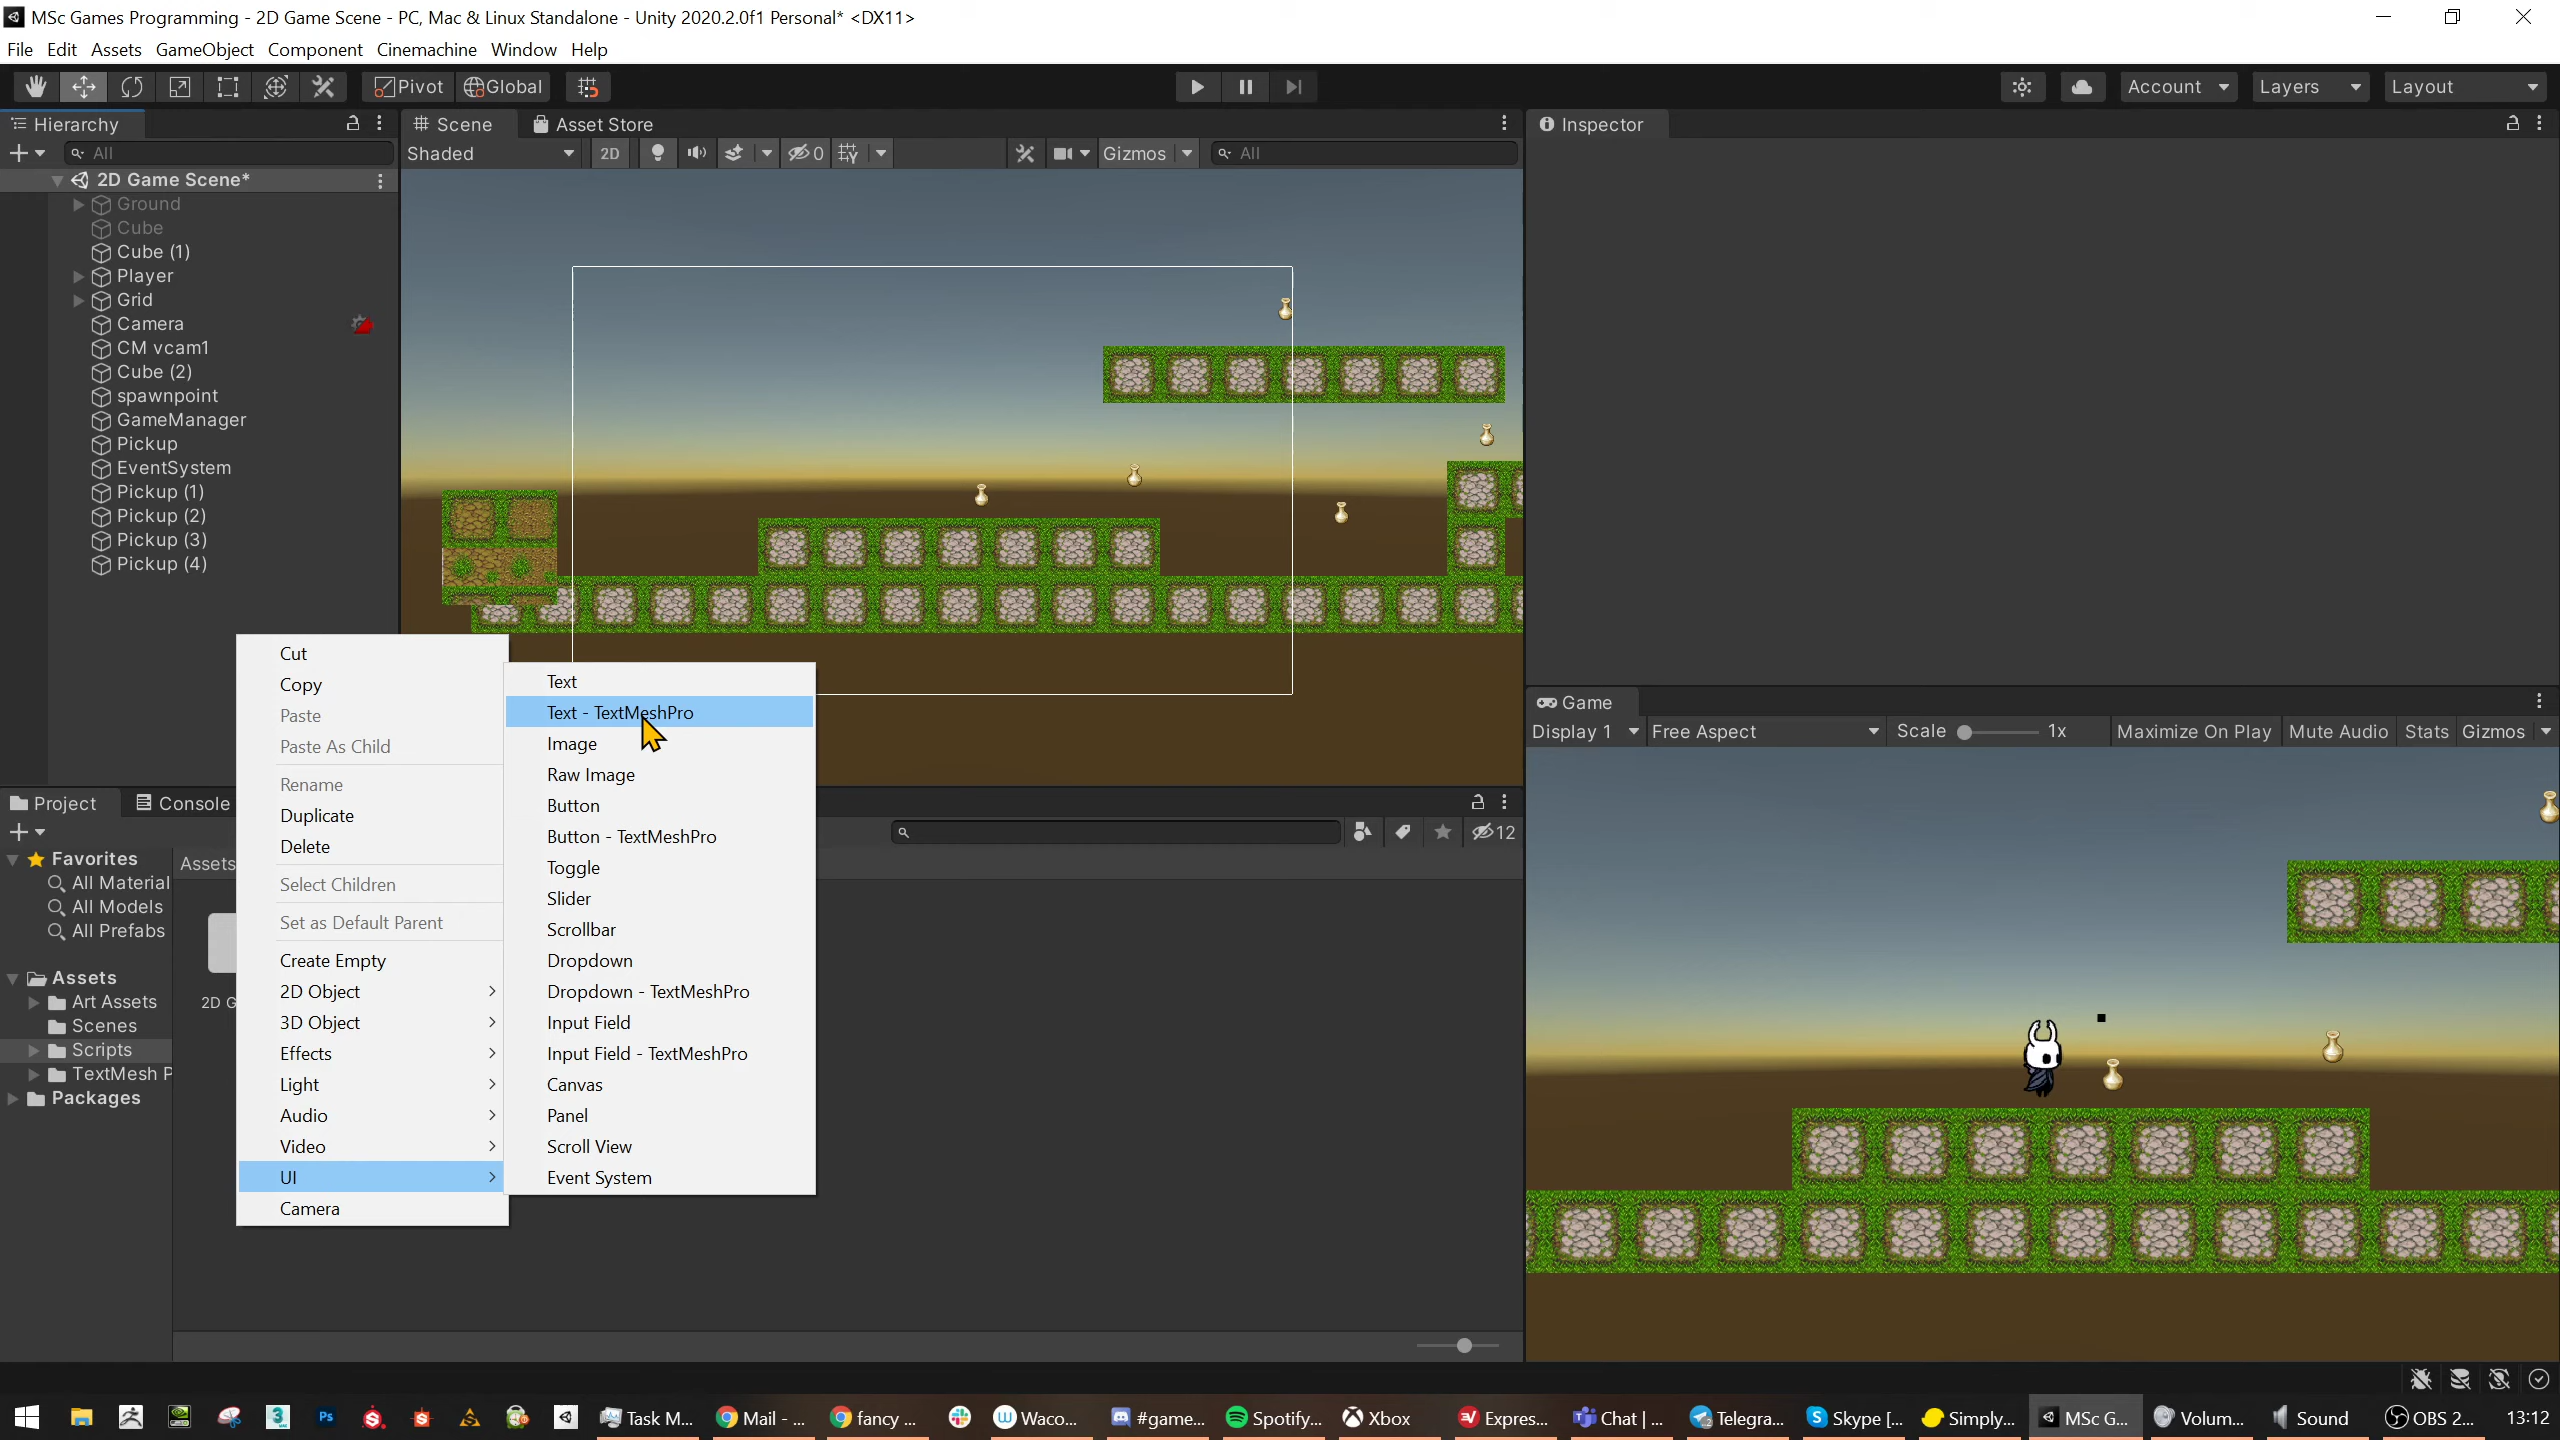 MSc Games Programming - 2D Game Scene - PC, Mac & Linux Standalone - Unity 2020.2.0f1 Personal* <DX11>
File Edit Assets GameObject Component Cinemachine Window Help
Pivot Global Account Layers Layout
Hierarchy
All
2D Game Scene*
Ground
Cube
Cube (1)
Player
Grid
Camera
CM vcam1
Cube (2)
spawnpoint
GameManager
Pickup
EventSystem
Pickup (1)
Pickup (2)
Pickup (3)
Pickup (4)
Scene Asset Store
Shaded 2D 0 Gizmos All
Inspector
Cut
Copy
Paste
Paste As Child
Rename
Duplicate
Delete
Select Children
Set as Default Parent
Create Empty
2D Object
3D Object
Effects
Light
Audio
Video
UI
Camera
Text
Text - TextMeshPro
Image
Raw Image
Button
Button - TextMeshPro
Toggle
Slider
Scrollbar
Dropdown
Dropdown - TextMeshPro
Input Field
Input Field - TextMeshPro
Canvas
Panel
Scroll View
Event System
Project Console
12
Favorites
All Material
All Models
All Prefabs
Assets
Art Assets
Scenes
Scripts
TextMesh P
Packages
Assets
2D G
Game
Display 1 Free Aspect Scale 1x Maximize On Play Mute Audio Stats Gizmos
Ps 3 Task M... Mail - ... fancy ... Waco... #game... Spotify... Xbox Expres... Chat | ... Telegra... Skype [... Simply... MSc G... Volum... Sound OBS 2... 13:12